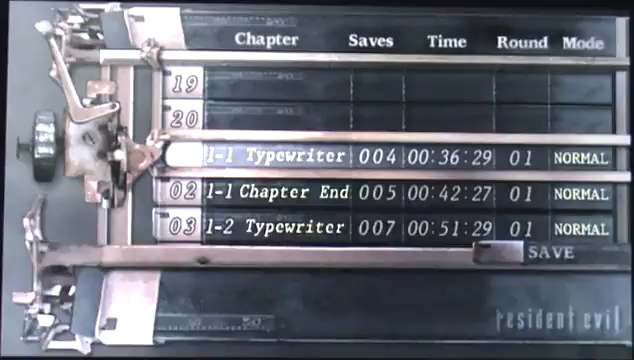 Chapter Saves Time Round Mode
19
20
1-1 Typewriter 004 00:36:29 01 NORMAL
02 1-1 Chapter End 005 00:42:27 01 NORMAL
03 1-2 Typewriter 007 00:51:29 01 NORMAL
SAVE
resident evil